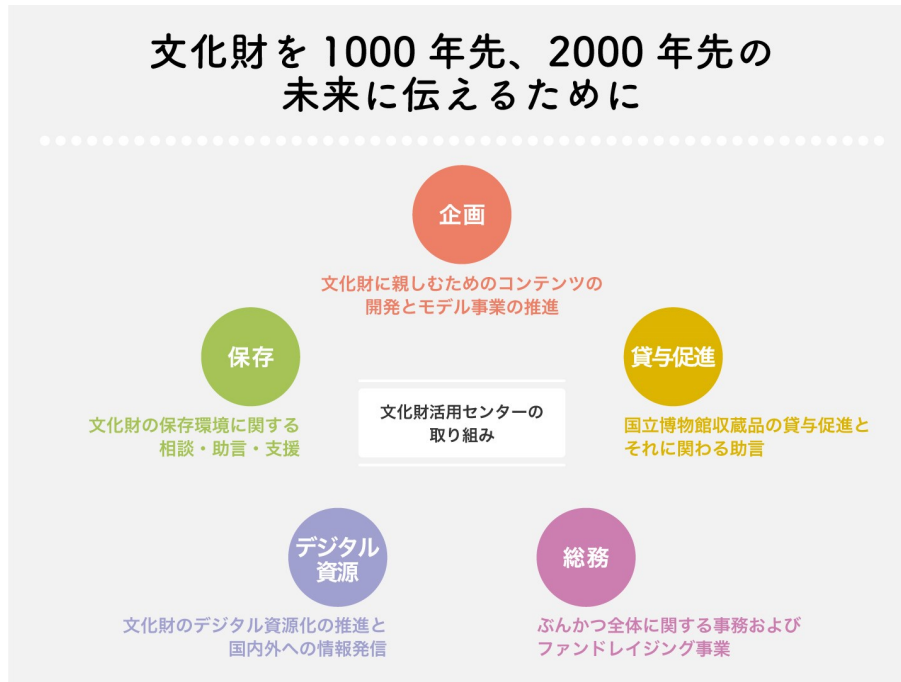 文化財を1000年先、2000年先の
未来に伝えるために
企画
文化財に親しむためのコンテンツの
開発とモデル事業の推進
保存
文化財の保存環境に関する
相談・助言・支援
貸与促進
国立博物館収蔵品の貸与促進と
それに関わる助言
文化財活用センターの
取り組み
デジタル
資源
文化財のデジタル資源化の推進と
国内外への情報発信
総務
ぶんかつ全体に関する事務および
ファンドレイジング事業